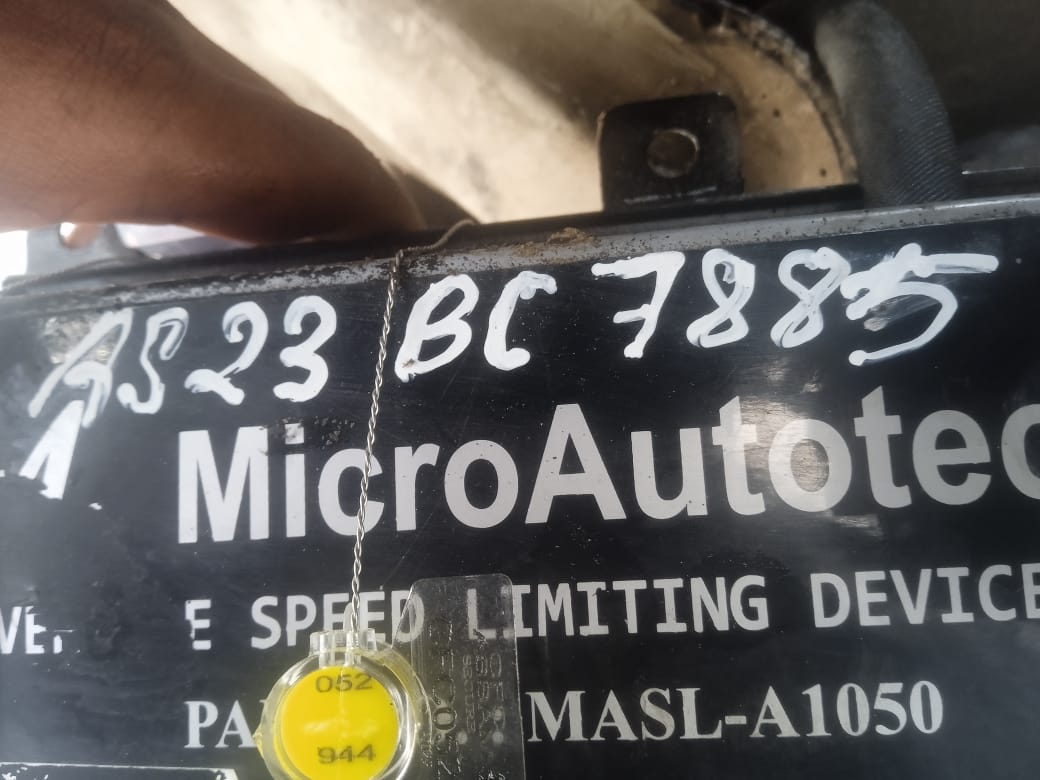 AS23 BC 7885
MicroAutotec
E SPEED LIMITING DEVICE
MASL-A1050
052
944